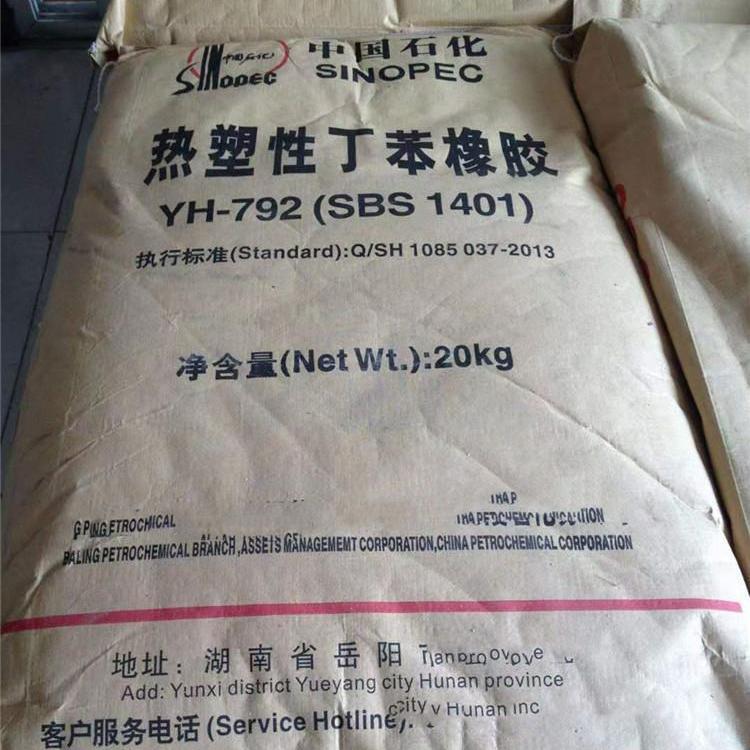 SINOPEC 中国石化
SINOPEC
热塑性丁苯橡胶
YH-792 (SBS 1401)
执行标准(Standard):Q/SH 1085 037-2013
净含量(Net Wt.):20kg
BALING PETROCHEMICAL BRANCH,ASSETS MANAGEMEMT CORPORATION,CHINA PETROCHEMICAL CORPORATION
地址：湖南省岳阳
Add: Yunxi district Yueyang city Hunan province
客户服务电话(Service Hotline):